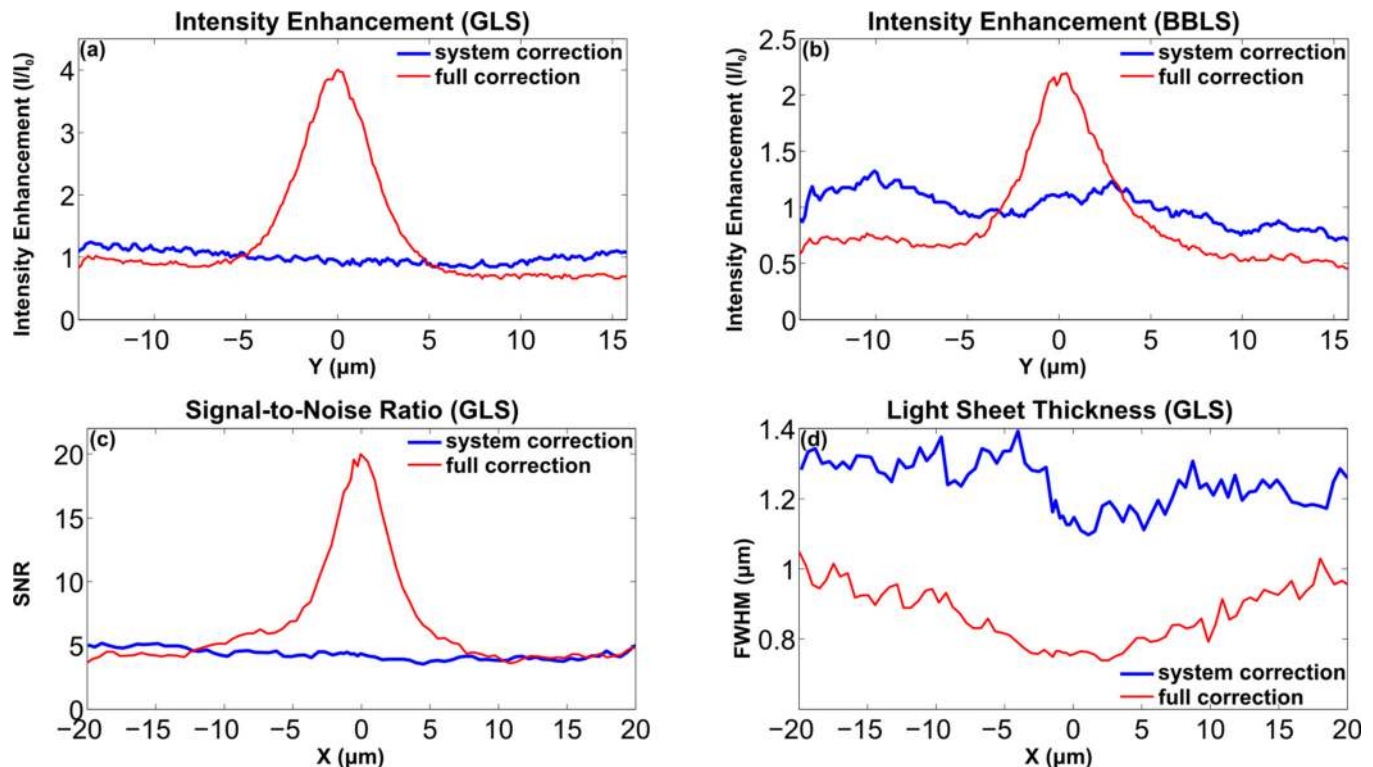 Intensity Enhancement (GLS)
(a)
system correction
full correction
Intensity Enhancement (I/I₀)
4
3
2
1
0
−10 −5 0 5 10 15
Y (µm)
Intensity Enhancement (BBLS)
(b)
system correction
full correction
Intensity Enhancement (I/I₀)
2.5
2
1.5
1
0.5
0
−10 −5 0 5 10 15
Y (µm)
Signal-to-Noise Ratio (GLS)
(c)
system correction
full correction
SNR
20
15
10
5
0
−20 −15 −10 −5 0 5 10 15 20
X (µm)
Light Sheet Thickness (GLS)
(d)
FWHM (µm)
1.4
1.2
1
0.8
system correction
full correction
−20 −15 −10 −5 0 5 10 15 20
X (µm)